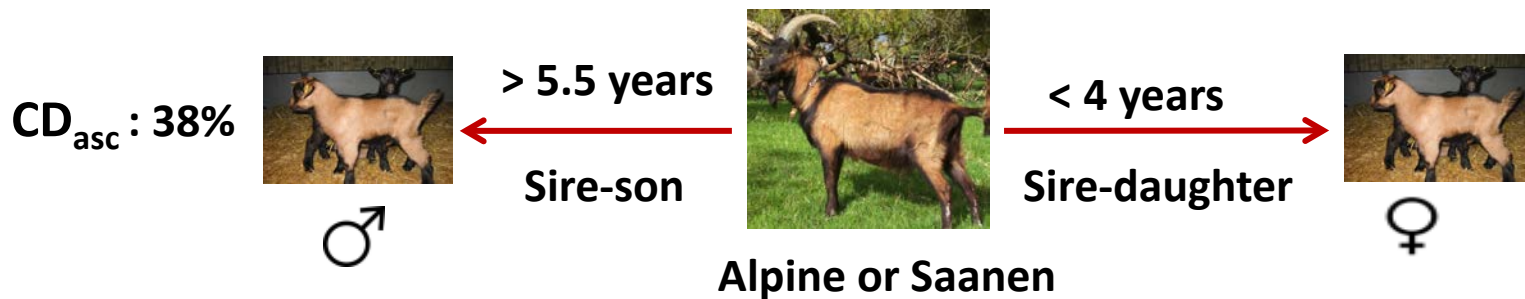 CDasc : 38%
> 5.5 years
Sire-son
< 4 years
Sire-daughter
♂
♀
Alpine or Saanen